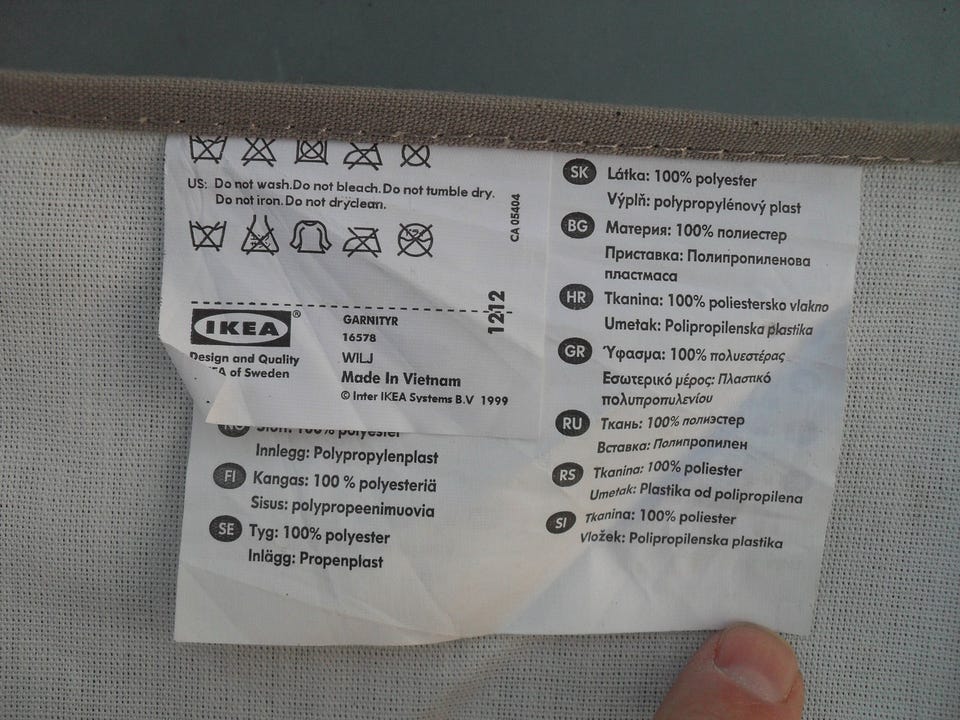 US: Do not wash.Do not bleach.Do not tumble dry.
Do not iron.Do not dryclean.
CA 05404
1212
IKEA®
Design and Quality
IKEA of Sweden
GARNITYR
16578
WILJ
Made In Vietnam
© Inter IKEA Systems B.V 1999
100% polyester
Innlegg: Polypropylenplast
FI Kangas: 100 % polyesteriä
Sisus: polypropeenimuovia
SE Tyg: 100% polyester
Inlägg: Propenplast
SK Látka: 100% polyester
Výplň: polypropylénový plast
BG Материя: 100% полиестер
Приставка: Полипропиленова
пластмаса
HR Tkanina: 100% poliestersko vlakno
Umetak: Polipropilenska plastika
GR Ύφασμα: 100% πολυεστέρας
Εσωτερικό μέρος: Πλαστικό
πολυπροπυλενίου
RU Ткань: 100% полиэстер
Вставка: Полипропилен
RS Tkanina: 100% poliester
Umetak: Plastika od polipropilena
SI Tkanina: 100% poliester
Vložek: Polipropilenska plastika